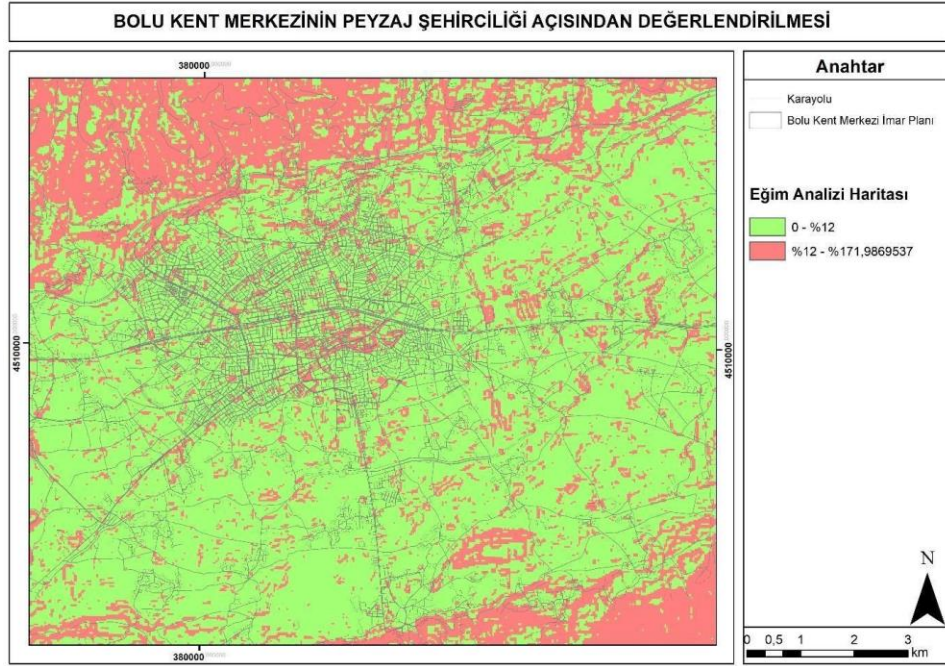 BOLU KENT MERKEZİNİN PEYZAJ ŞEHİRCİLİĞİ AÇISINDAN DEĞERLENDİRİLMESİ
380000
4510000
4510000
380000
Anahtar
Karayolu
Bolu Kent Merkezi İmar Planı
Eğim Analizi Haritası
0 - %12
%12 - %171,9869537
N
0 0,5 1 2 3
km